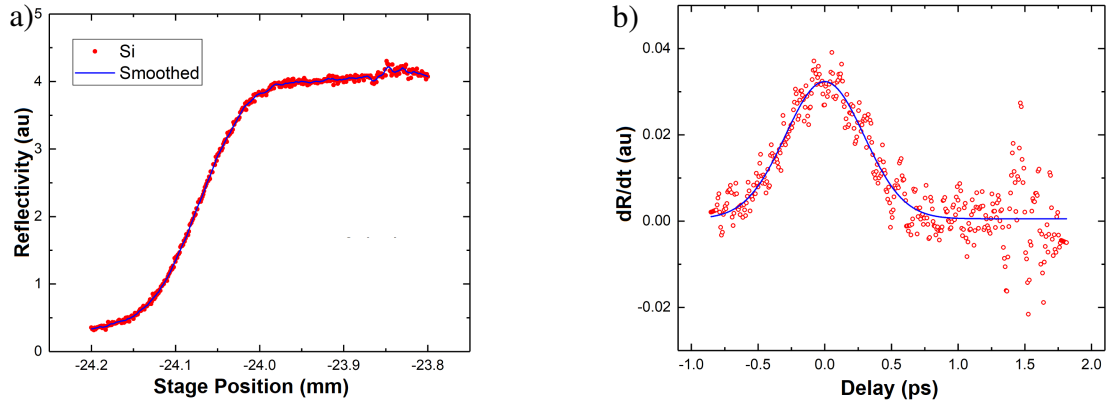 a)
Reflectivity (au)
5
4
3
2
1
0
Si
Smoothed
-24.2 -24.1 -24.0 -23.9 -23.8
Stage Position (mm)
b)
dR/dt (au)
0.04
0.02
0.00
-0.02
-1.0 -0.5 0.0 0.5 1.0 1.5 2.0
Delay (ps)